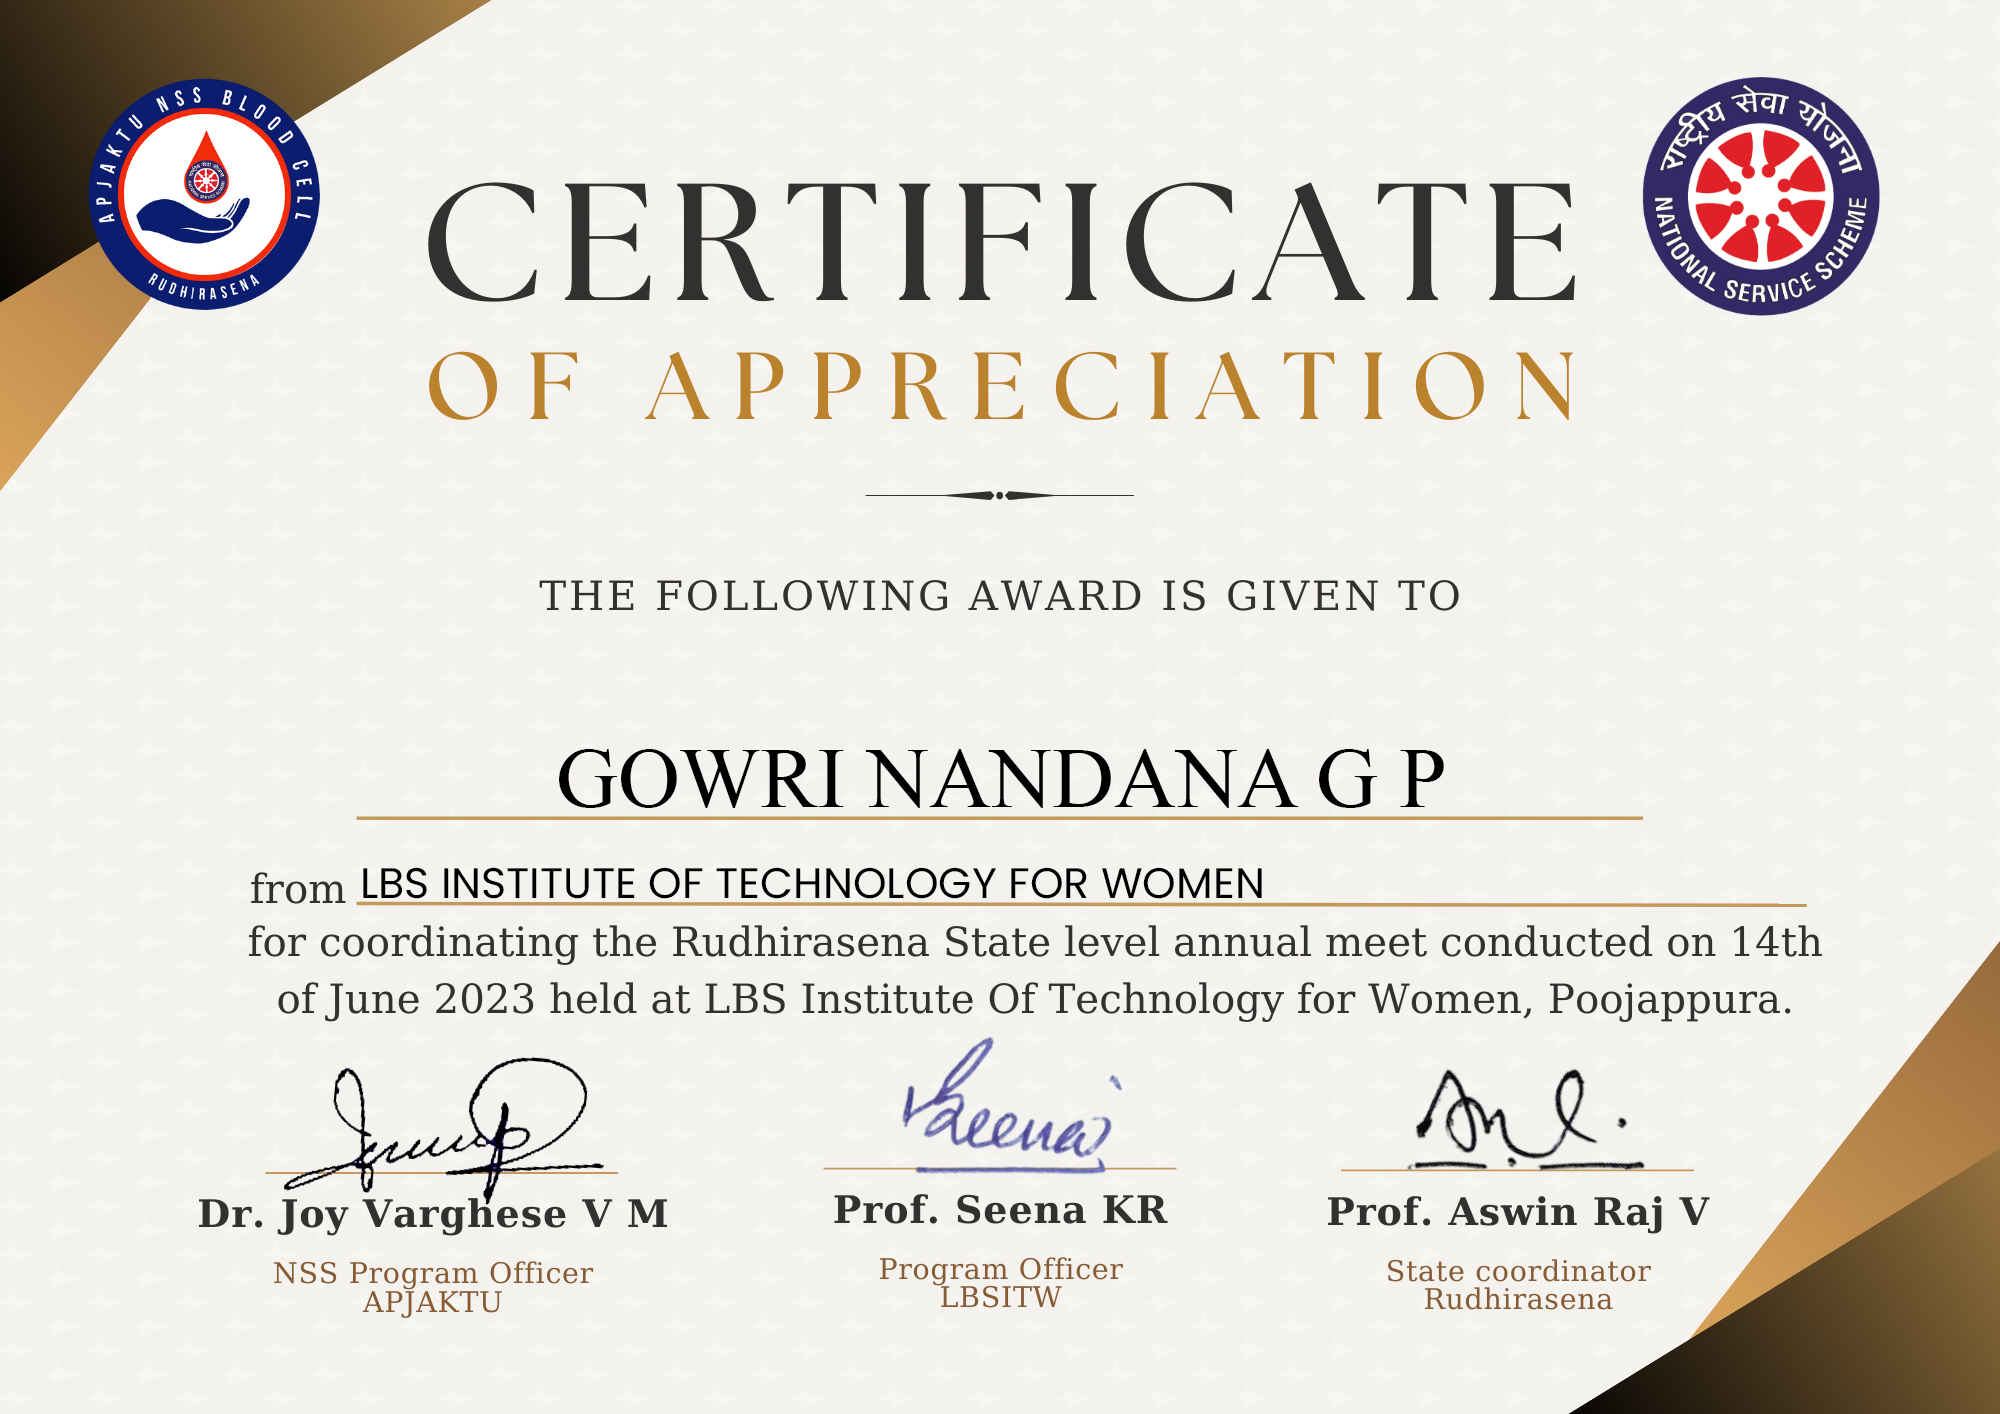 APJAKTU NSS BLOOD CELL
RUDHIRASENA
राष्ट्रीय सेवा योजना
NATIONAL SERVICE SCHEME
CERTIFICATE
OF APPRECIATION
THE FOLLOWING AWARD IS GIVEN TO
GOWRI NANDANA G P
from LBS INSTITUTE OF TECHNOLOGY FOR WOMEN
for coordinating the Rudhirasena State level annual meet conducted on 14th
of June 2023 held at LBS Institute Of Technology for Women, Poojappura.
Seena
Dr. Joy Varghese V M
Prof. Seena KR
Prof. Aswin Raj V
NSS Program Officer
APJAKTU
Program Officer
LBSITW
State coordinator
Rudhirasena